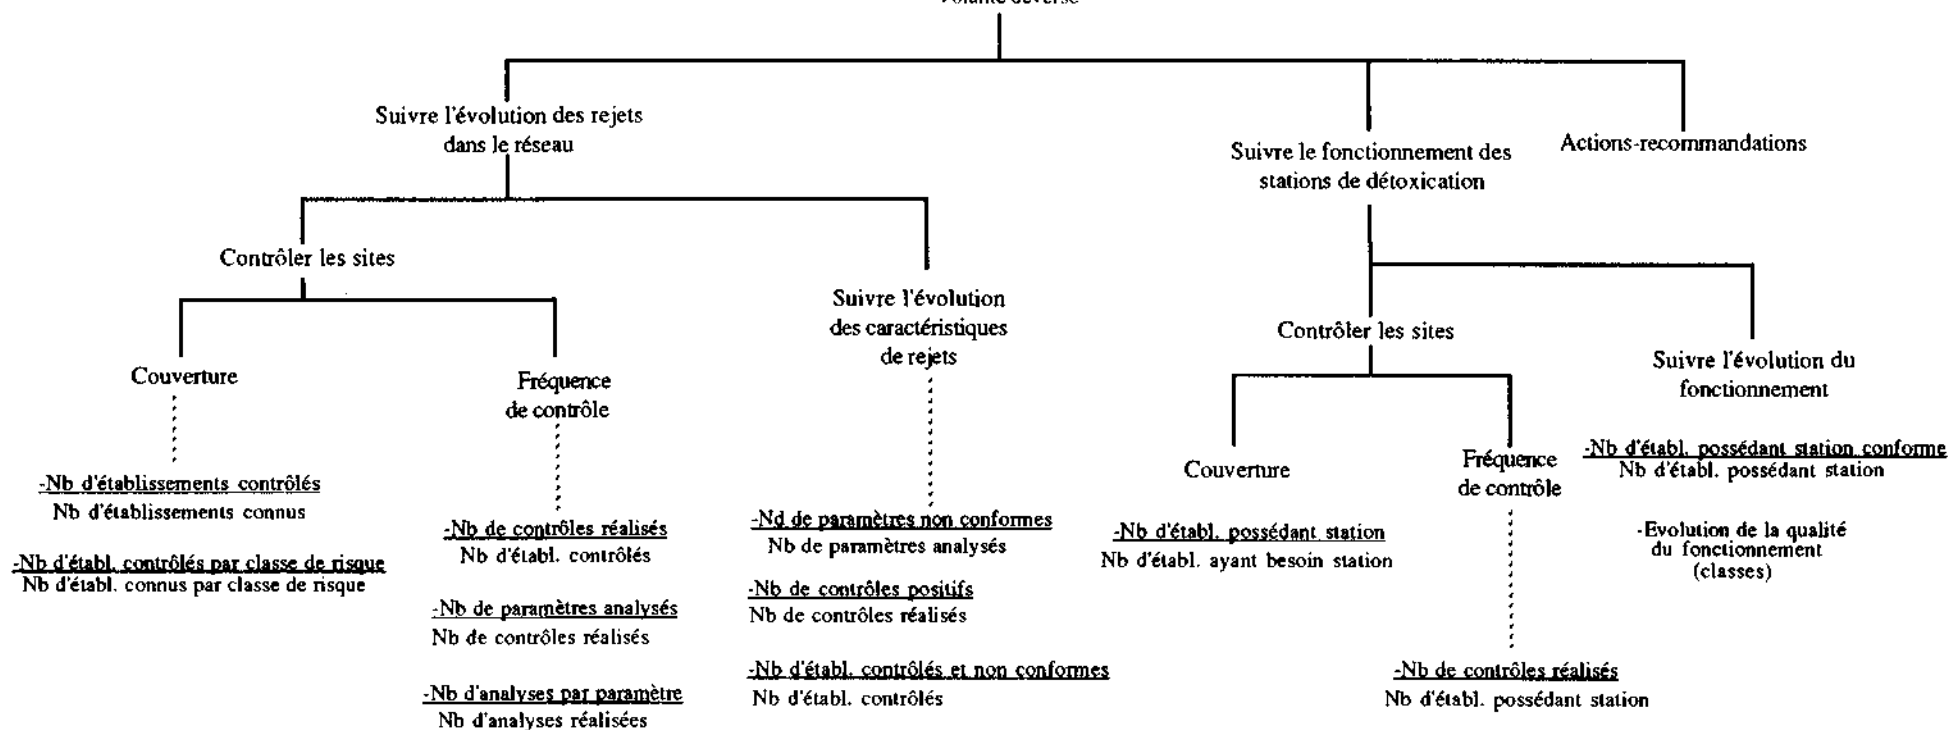 Suivre l'évolution des rejets
dans le réseau
Actions-recommandations
Suivre le fonctionnement des
stations de détoxication
Contrôler les sites
Suivre l'évolution
des caractéristiques
de rejets
Contrôler les sites
Suivre l'évolution du
fonctionnement
Couverture
Fréquence
de contrôle
Couverture
Fréquence
de contrôle
-Nb d'établissements contrôlés
Nb d'établissements connus
-Nb d'établ. contrôlés par classe de risque
Nb d'établ. connus par classe de risque
-Nb de contrôles réalisés
Nb d'établ. contrôlés
-Nb de paramètres analysés
Nb de contrôles réalisés
-Nb d'analyses par paramètre
Nb d'analyses réalisées
-Nd de paramètres non conformes
Nb de paramètres analysés
-Nb de contrôles positifs
Nb de contrôles réalisés
-Nb d'établ. contrôlés et non conformes
Nb d'établ. contrôlés
-Nb d'établ. possédant station
Nb d'établ. ayant besoin station
-Nb de contrôles réalisés
Nb d'établ. possédant station
-Nb d'établ. possédant station conforme
Nb d'établ. possédant station
-Evolution de la qualité
du fonctionnement
(classes)